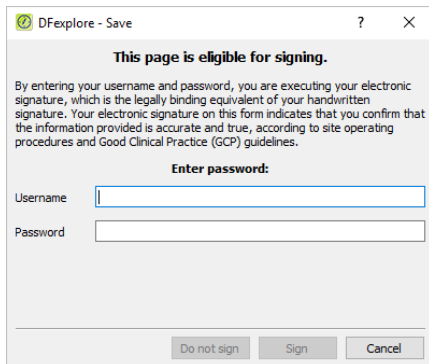 DFexplore - Save
?
This page is eligible for signing.
By entering your username and password, you are executing your electronic
signature, which is the legally binding equivalent of your handwritten
signature. Your electronic signature on this form indicates that you confirm that
the information provided is accurate and true, according to site operating
procedures and Good Clinical Practice (GCP) guidelines.
Enter password:
Username
Password
Do not sign Sign Cancel